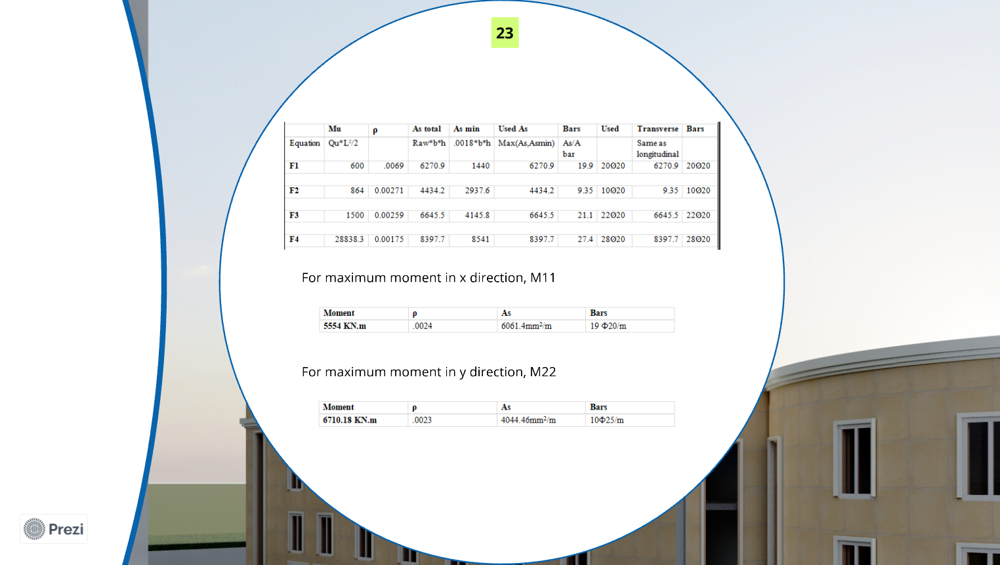 23
Mu ρ As total As min Used As Bars Used Transverse Bars
Equation Qu*L²/2 Raw*b*h .0018*b*h Max(As,Asmin) As/A bar Same as longitudinal
F1 600 .0069 6270.9 1440 6270.9 19.9 20Ø20 6270.9 20Ø20
F2 864 0.00271 4434.2 2937.6 4434.2 9.35 10Ø20 9.35 10Ø20
F3 1500 0.00259 6645.5 4145.8 6645.5 21.1 22Ø20 6645.5 22Ø20
F4 28838.3 0.00175 8397.7 8541 8397.7 27.4 28Ø20 8397.7 28Ø20
For maximum moment in x direction, M11
Moment ρ As Bars
5554 KN.m .0024 6061.4mm²/m 19 Φ20/m
For maximum moment in y direction, M22
Moment ρ As Bars
6710.18 KN.m .0023 4044.46mm²/m 10Φ25/m
Prezi